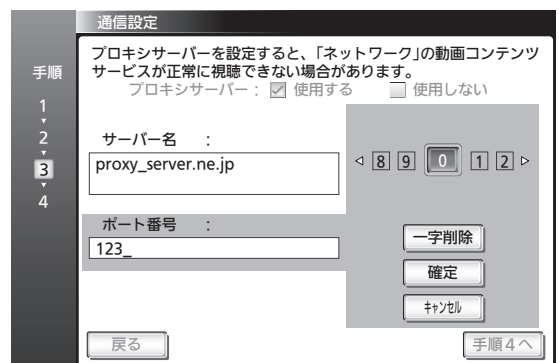 通信設定
プロキシサーバーを設定すると、「ネットワーク」の動画コンテンツ
サービスが正常に視聴できない場合があります。
プロキシサーバー： ☑ 使用する □ 使用しない
手順
1
2
3
4
サーバー名 ：
proxy_server.ne.jp
◁ 8 9 0 1 2 ▷
ポート番号 ：
123_
一字削除
確定
ｷｬﾝｾﾙ
戻る
手順4へ